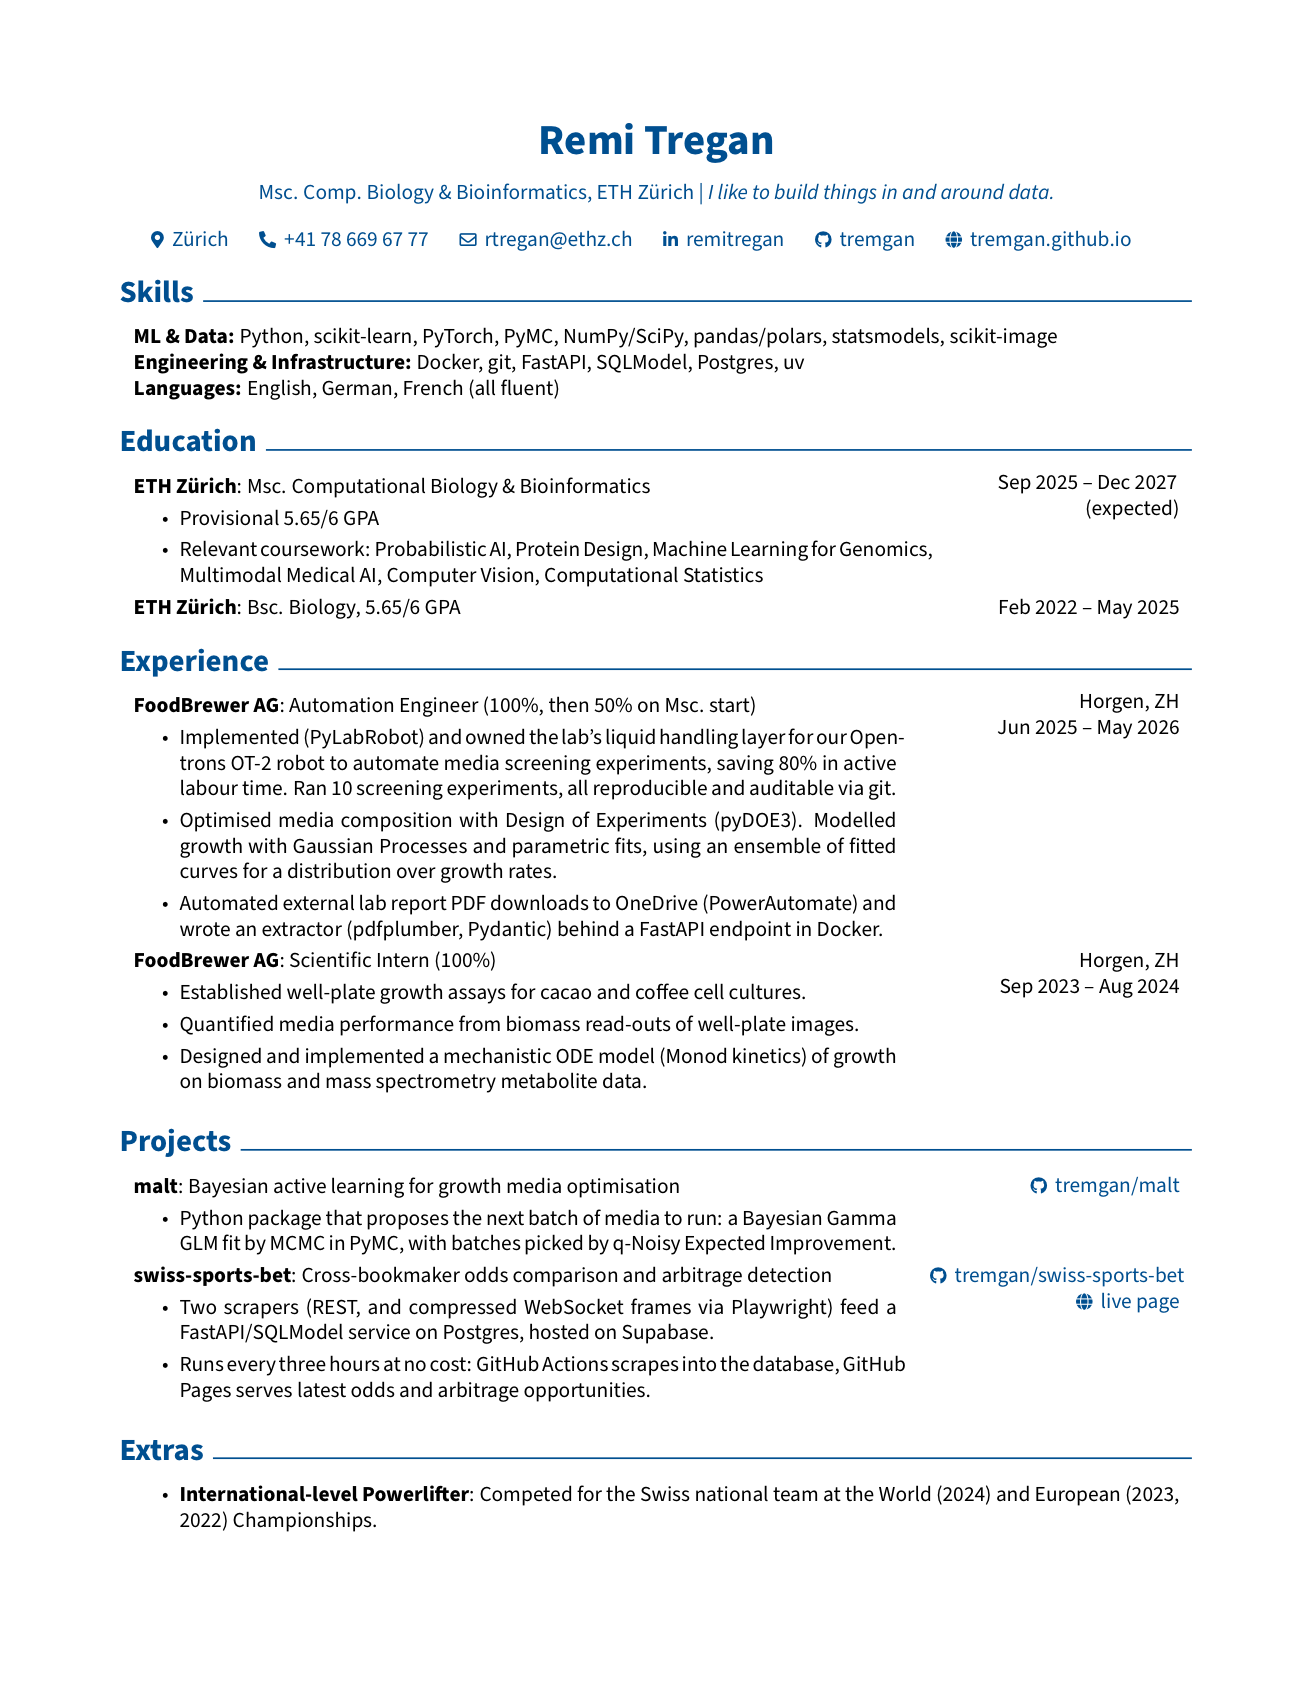 Remi Tregan
Msc. Comp. Biology & Bioinformatics, ETH Zürich | I like to build things in and around data.
Zürich +41 78 669 67 77 rtregan@ethz.ch remitregan tremgan tremgan.github.io
Skills
ML & Data: Python, scikit-learn, PyTorch, PyMC, NumPy/SciPy, pandas/polars, statsmodels, scikit-image
Engineering & Infrastructure: Docker, git, FastAPI, SQLModel, Postgres, uv
Languages: English, German, French (all fluent)
Education
ETH Zürich: Msc. Computational Biology & Bioinformatics
Sep 2025 – Dec 2027
(expected)
• Provisional 5.65/6 GPA
• Relevant coursework: Probabilistic AI, Protein Design, Machine Learning for Genomics,
Multimodal Medical AI, Computer Vision, Computational Statistics
ETH Zürich: Bsc. Biology, 5.65/6 GPA
Feb 2022 – May 2025
Experience
FoodBrewer AG: Automation Engineer (100%, then 50% on Msc. start)
Horgen, ZH
Jun 2025 – May 2026
• Implemented (PyLabRobot) and owned the lab’s liquid handling layer for our Open-
trons OT-2 robot to automate media screening experiments, saving 80% in active
labour time. Ran 10 screening experiments, all reproducible and auditable via git.
• Optimised media composition with Design of Experiments (pyDOE3). Modelled
growth with Gaussian Processes and parametric fits, using an ensemble of fitted
curves for a distribution over growth rates.
• Automated external lab report PDF downloads to OneDrive (PowerAutomate) and
wrote an extractor (pdfplumber, Pydantic) behind a FastAPI endpoint in Docker.
FoodBrewer AG: Scientific Intern (100%)
Horgen, ZH
Sep 2023 – Aug 2024
• Established well-plate growth assays for cacao and coffee cell cultures.
• Quantified media performance from biomass read-outs of well-plate images.
• Designed and implemented a mechanistic ODE model (Monod kinetics) of growth
on biomass and mass spectrometry metabolite data.
Projects
malt: Bayesian active learning for growth media optimisation
tremgan/malt
• Python package that proposes the next batch of media to run: a Bayesian Gamma
GLM fit by MCMC in PyMC, with batches picked by q-Noisy Expected Improvement.
swiss-sports-bet: Cross-bookmaker odds comparison and arbitrage detection
tremgan/swiss-sports-bet
live page
• Two scrapers (REST, and compressed WebSocket frames via Playwright) feed a
FastAPI/SQLModel service on Postgres, hosted on Supabase.
• Runs every three hours at no cost: GitHub Actions scrapes into the database, GitHub
Pages serves latest odds and arbitrage opportunities.
Extras
• International-level Powerlifter: Competed for the Swiss national team at the World (2024) and European (2023,
2022) Championships.